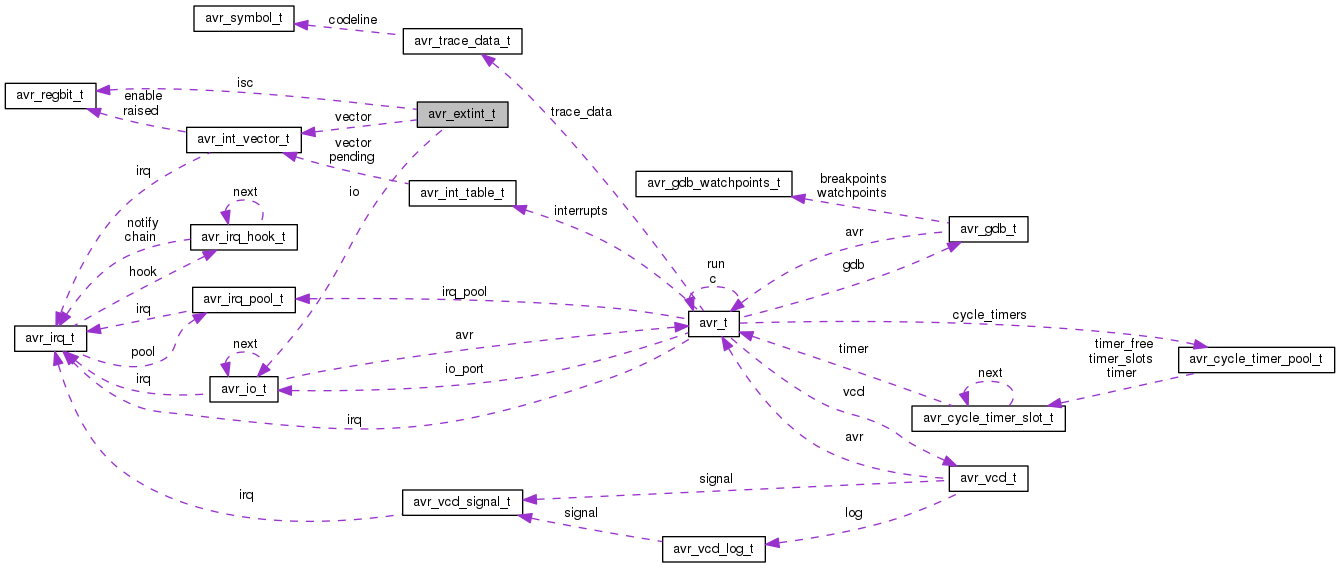 avr_symbol_t
codeline
avr_trace_data_t
avr_regbit_t
isc
enable
raised
avr_extint_t
trace_data
vector
avr_int_vector_t
vector
pending
irq
io
avr_int_table_t
interrupts
avr_gdb_watchpoints_t
breakpoints
watchpoints
next
notify
chain
avr_irq_hook_t
hook
avr
avr_gdb_t
run
c
gdb
avr_irq_pool_t
irq_pool
irq
avr_irq_t
pool
avr
avr_t
cycle_timers
next
timer
timer_free
timer_slots
timer
avr_cycle_timer_pool_t
irq
avr_io_t
io_port
next
irq
vcd
avr_cycle_timer_slot_t
avr
signal
avr_vcd_t
irq
avr_vcd_signal_t
signal
log
avr_vcd_log_t